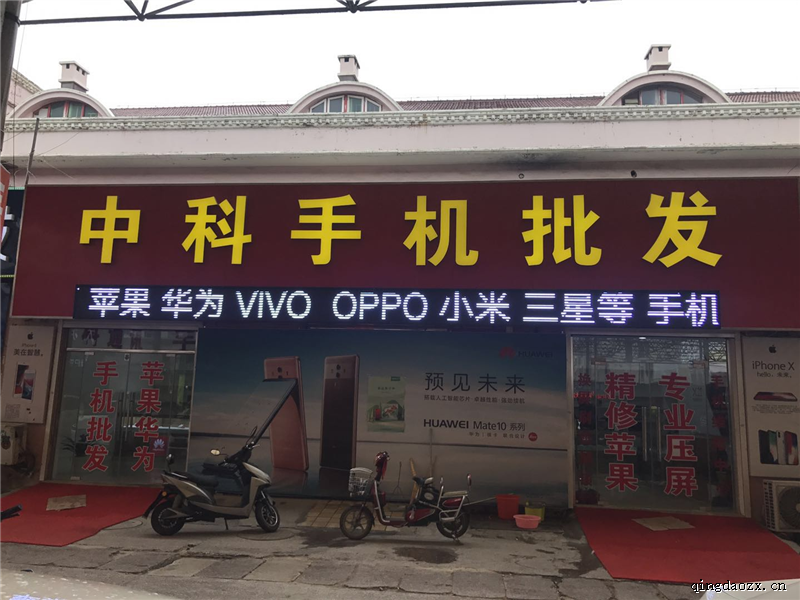 中科手机批发
苹果 华为 VIVO OPPO 小米 三星等 手机
HUAWEI
预见未来
HUAWEI Mate10 系列
苹果华为
手机批发
专业压屏
精修苹果
iPhone X
qingdaozx.cn